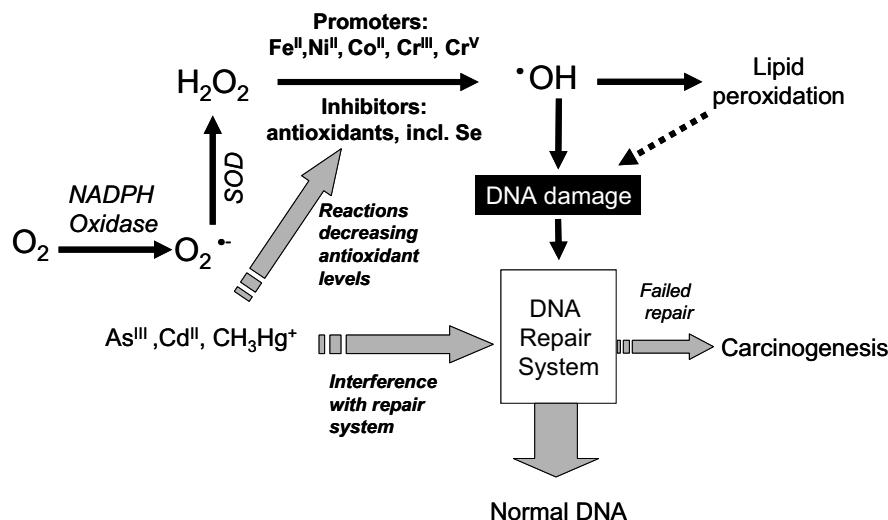 Promoters:
Feᴵᴵ,Niᴵᴵ, Coᴵᴵ, Crᴵᴵᴵ, Crⱽ
H₂O₂
•OH
Lipid
peroxidation
Inhibitors:
antioxidants, incl. Se
SOD
DNA damage
NADPH
Oxidase
O₂
O₂•-
Reactions
decreasing
antioxidant
levels
Asᴵᴵᴵ ,Cdᴵᴵ, CH₃Hg⁺
Interference
with repair
system
DNA
Repair
System
Failed
repair
Carcinogenesis
Normal DNA